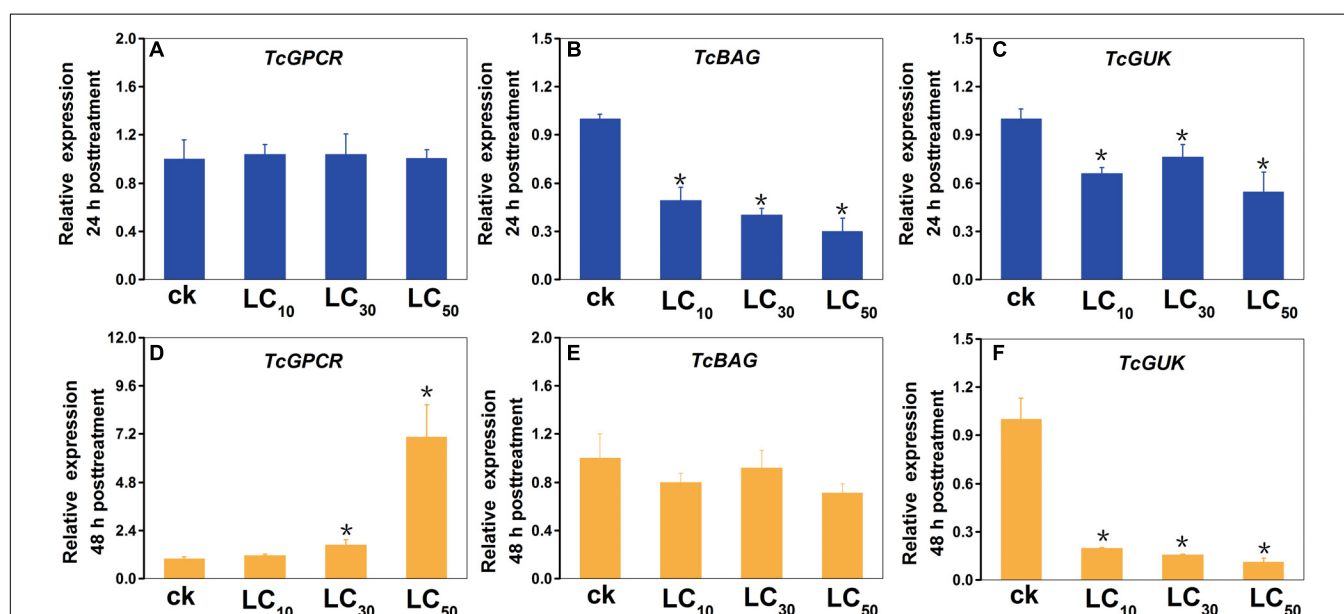 A
TcGPCR
Relative expression
24 h posttreatment
2.0
1.6
1.2
0.8
0.4
0.0
ck LC10 LC30 LC50
B
TcBAG
Relative expression
24 h posttreatment
1.5
1.2
0.9
0.6
0.3
0.0
* * *
ck LC10 LC30 LC50
C
TcGUK
Relative expression
24 h posttreatment
1.5
1.2
0.9
0.6
0.3
0.0
* * *
ck LC10 LC30 LC50
D
TcGPCR
Relative expression
48 h posttreatment
12.0
9.6
7.2
4.8
2.4
0.0
* *
ck LC10 LC30 LC50
E
TcBAG
Relative expression
48 h posttreatment
2.0
1.6
1.2
0.8
0.4
0.0
ck LC10 LC30 LC50
F
TcGUK
Relative expression
48 h posttreatment
1.5
1.2
0.9
0.6
0.3
0.0
* * *
ck LC10 LC30 LC50